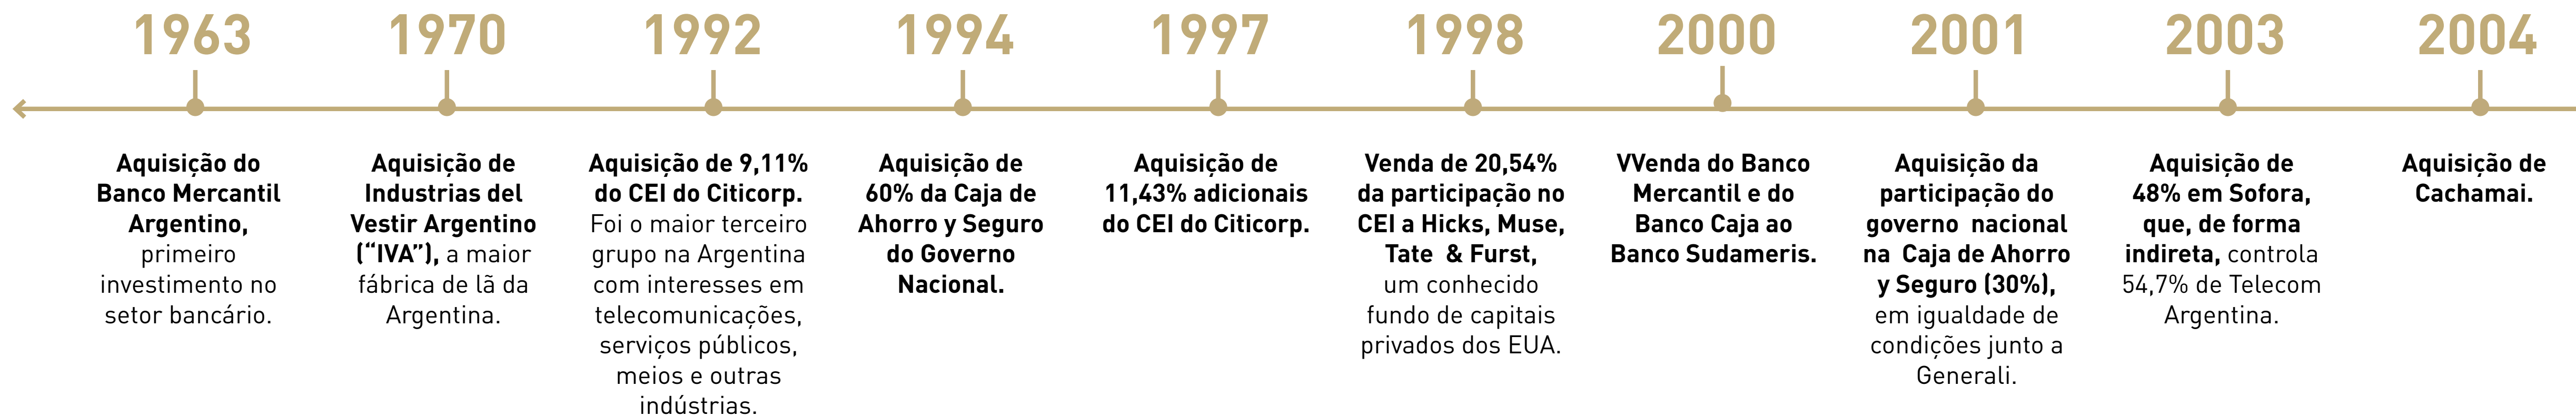 1963
Aquisição do
Banco Mercantil
Argentino,
primeiro
investimento no
setor bancário.
1970
Aquisição de
Industrias del
Vestir Argentino
(“IVA”), a maior
fábrica de lã da
Argentina.
1992
Aquisição de 9,11%
do CEI do Citicorp.
Foi o maior terceiro
grupo na Argentina
com interesses em
telecomunicações,
serviços públicos,
meios e outras
indústrias.
1994
Aquisição de
60% da Caja de
Ahorro y Seguro
do Governo
Nacional.
1997
Aquisição de
11,43% adicionais
do CEI do Citicorp.
1998
Venda de 20,54%
da participação no
CEI a Hicks, Muse,
Tate & Furst,
um conhecido
fundo de capitais
privados dos EUA.
2000
VVenda do Banco
Mercantil e do
Banco Caja ao
Banco Sudameris.
2001
Aquisição da
participação do
governo nacional
na Caja de Ahorro
y Seguro (30%),
em igualdade de
condições junto a
Generali.
2003
Aquisição de
48% em Sofora,
que, de forma
indireta, controla
54,7% de Telecom
Argentina.
2004
Aquisição de
Cachamai.